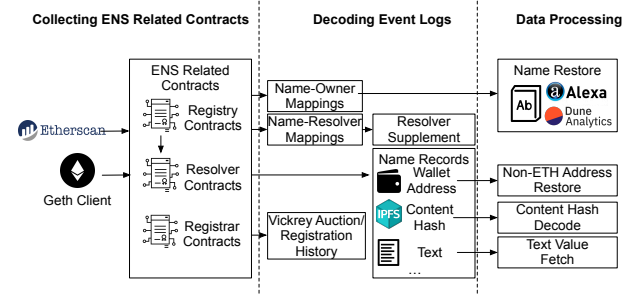 Collecting ENS Related Contracts
Decoding Event Logs
Data Processing
Etherscan
Geth Client
ENS Related
Contracts
Registry
Contracts
Resolver
Contracts
Registrar
Contracts
Name-Owner
Mappings
Name-Resolver
Mappings
Resolver
Supplement
Name Records
Wallet
Address
IPFS
Content
Hash
Text
...
Vickrey Auction/
Registration
History
Name Restore
Ab
a Alexa
Dune
Analytics
Non-ETH Address
Restore
Content Hash
Decode
Text Value
Fetch